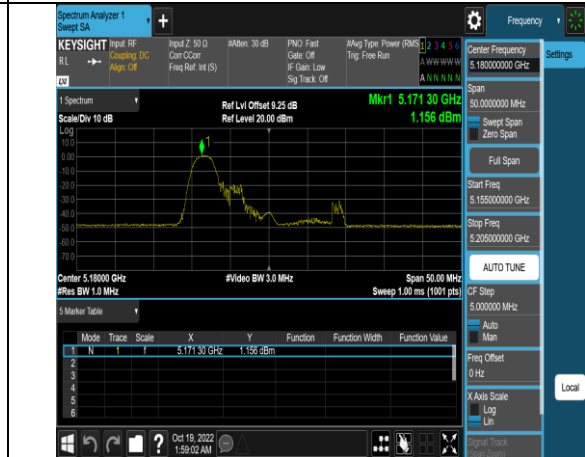 Spectrum Analyzer 1
Swept SA
Frequency
KEYSIGHT
RL
Input: RF
Coupling: DC
Align: Off
Input Z: 50 Ω
Corr CCorr
Freq Ref: Int (S)
#Atten: 30 dB
PNO: Fast
Gate: Off
IF Gain: Low
Sig Track: Off
#Avg Type: Power (RMS)
Trig: Free Run
1 2 3 4 5 6
A W W W W W
A N N N N N
LXI
1 Spectrum
Scale/Div 10 dB
Ref Lvl Offset 9.25 dB
Ref Level 20.00 dBm
Mkr1 5.171 30 GHz
1.156 dBm
Log
10.0
0.00
-10.0
-20.0
-30.0
-40.0
-50.0
-60.0
-70.0
1
Center 5.18000 GHz
#Res BW 1.0 MHz
#Video BW 3.0 MHz
Span 50.00 MHz
Sweep 1.00 ms (1001 pts)
5 Marker Table
Mode Trace Scale X Y Function Function Width Function Value
1 N 1 f 5.171 30 GHz 1.156 dBm
2
3
4
5
6
Oct 19, 2022
1:59:02 AM
Center Frequency
5.180000000 GHz
Settings
Span
50.0000000 MHz
Swept Span
Zero Span
Full Span
Start Freq
5.155000000 GHz
Stop Freq
5.205000000 GHz
AUTO TUNE
CF Step
5.000000 MHz
Auto
Man
Freq Offset
0 Hz
Local
X Axis Scale
Log
Lin
Signal Track
(Span Zoom)